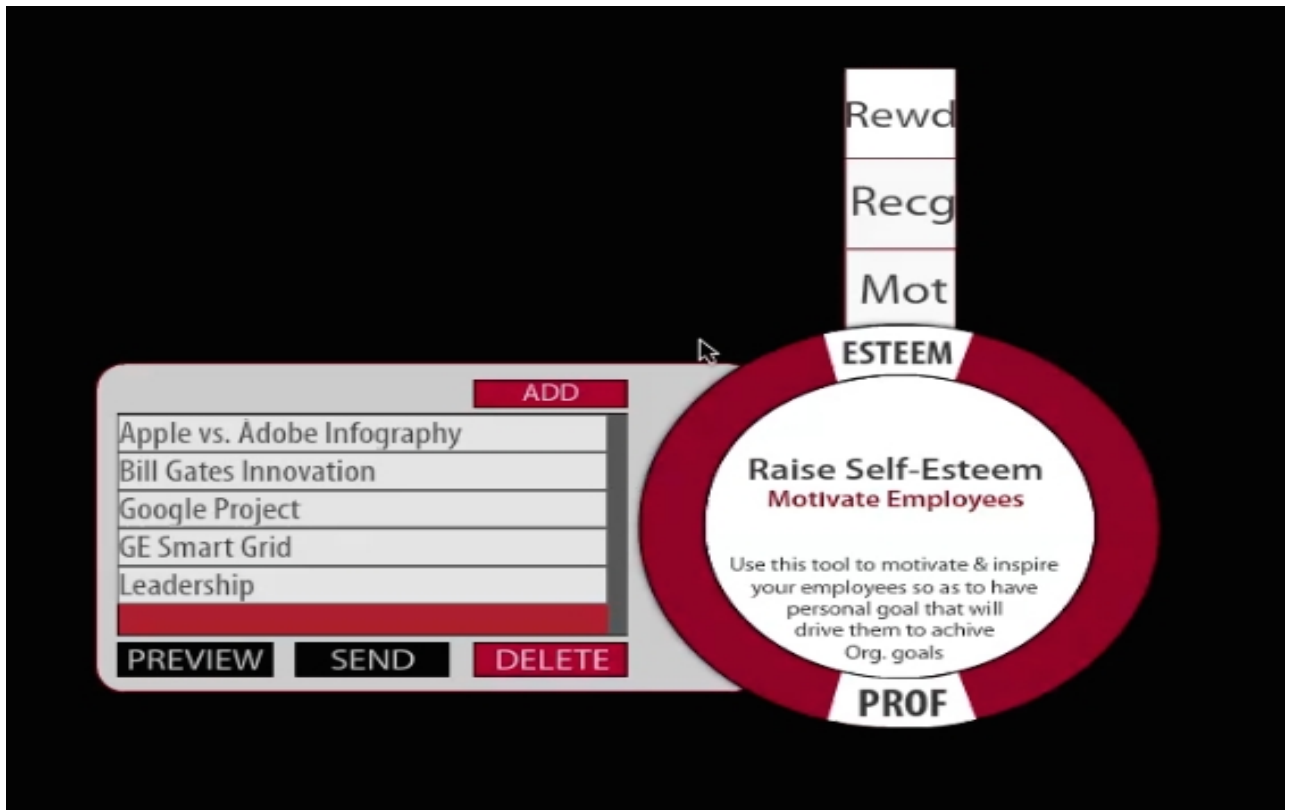 Rewd
Recg
Mot
ESTEEM
ADD
Apple vs. Adobe Infography
Bill Gates Innovation
Google Project
GE Smart Grid
Leadership
PREVIEW SEND DELETE
Raise Self-Esteem
Motivate Employees
Use this tool to motivate & inspire
your employees so as to have
personal goal that will
drive them to achive
Org. goals
PROF